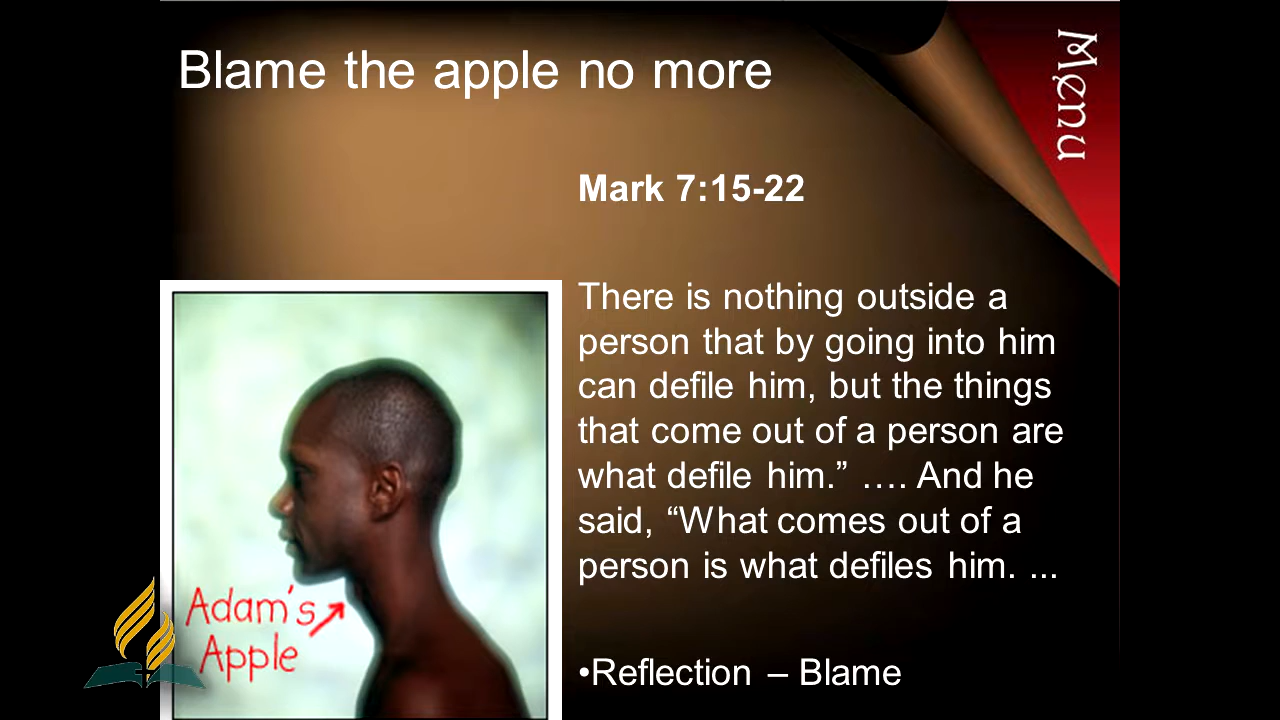 Blame the apple no more
Menu
Mark 7:15-22
There is nothing outside a
person that by going into him
can defile him, but the things
that come out of a person are
what defile him.” …. And he
said, “What comes out of a
person is what defiles him. ...
•Reflection – Blame
Adam's
Apple